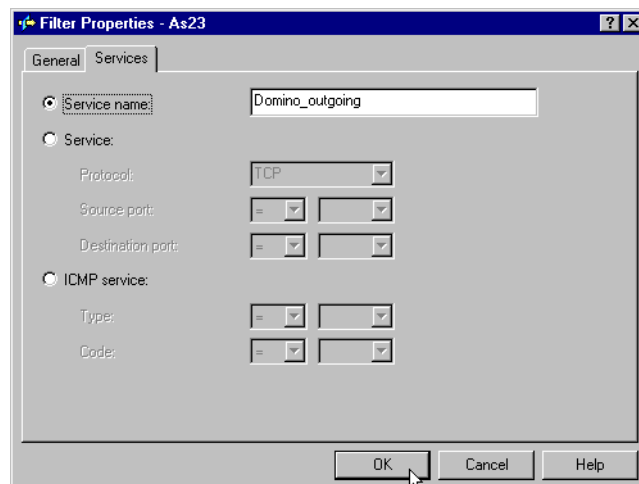 Filter Properties - As23
General Services
Service name: Domino_outgoing
Service:
Protocol: TCP
Source port: =
Destination port: =
ICMP service:
Type: =
Code: =
OK Cancel Help